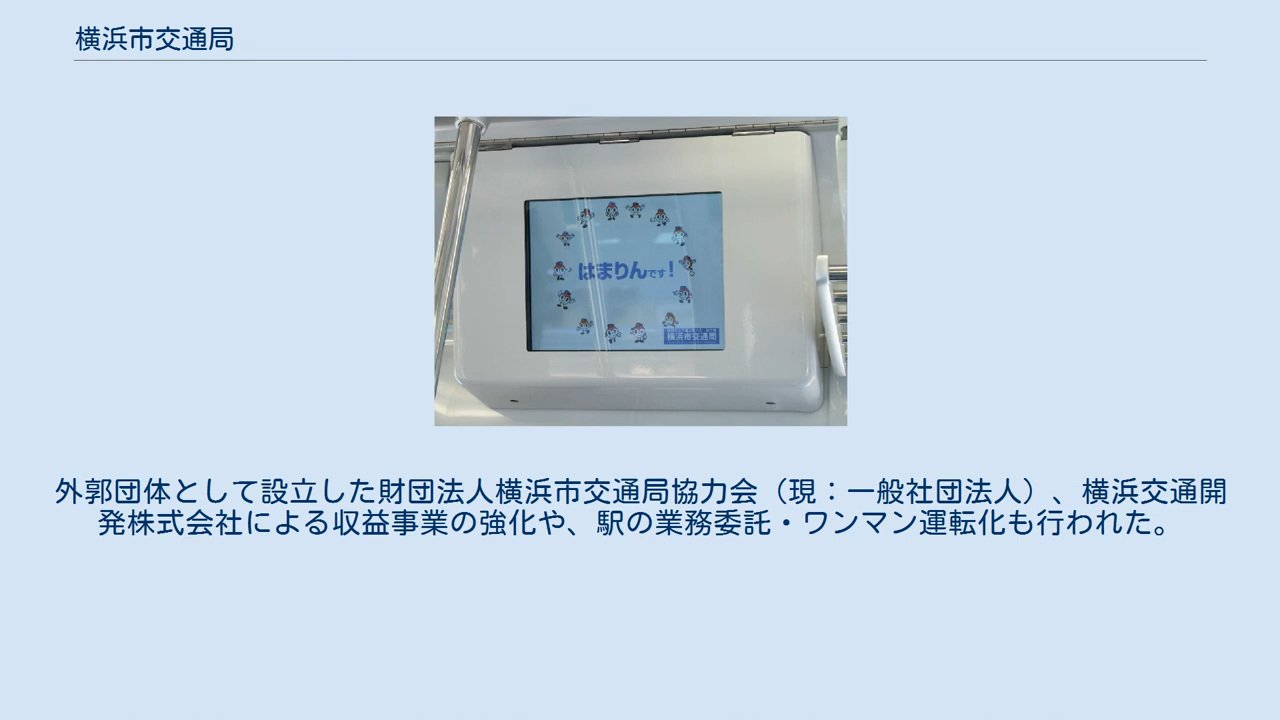 横浜市交通局
はまりんです!
横浜市交通局
外郭団体として設立した財団法人横浜市交通局協力会（現：一般社団法人）、横浜交通開
発株式会社による収益事業の強化や、駅の業務委託・ワンマン運転化も行われた。